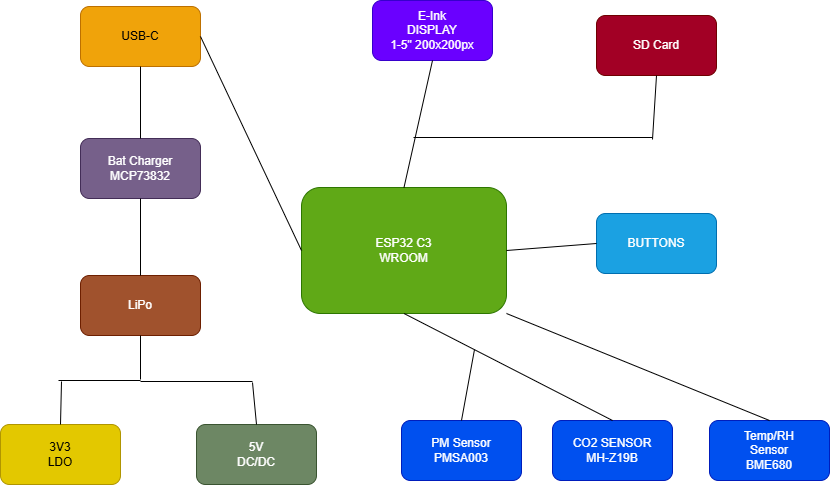 USB-C
E-Ink
DISPLAY
1-5" 200x200px
SD Card
Bat Charger
MCP73832
ESP32 C3
WROOM
BUTTONS
LiPo
3V3
LDO
5V
DC/DC
PM Sensor
PMSA003
CO2 SENSOR
MH-Z19B
Temp/RH
Sensor
BME680